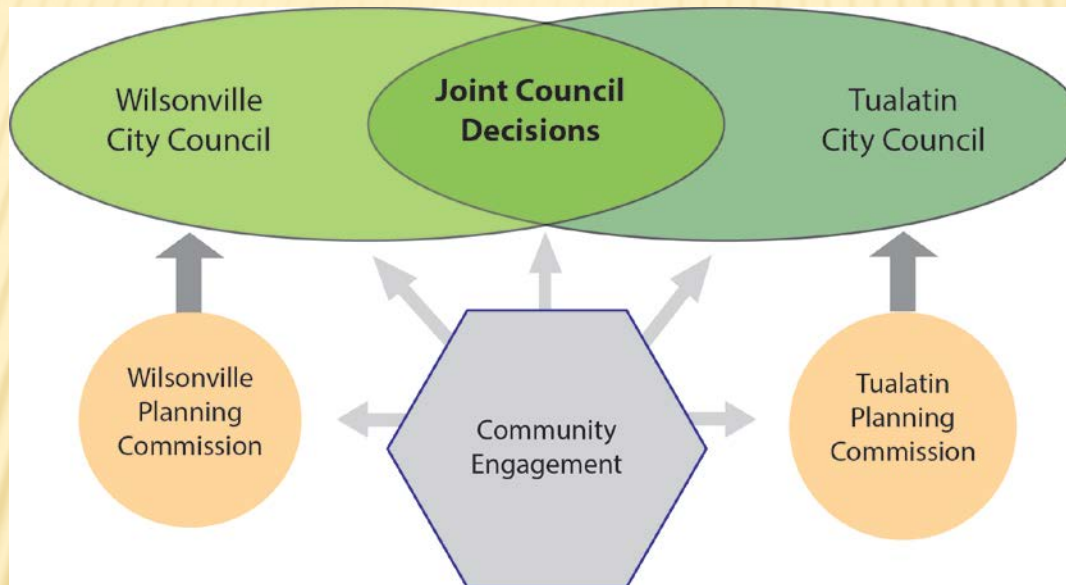 Wilsonville
City Council
Joint Council
Decisions
Tualatin
City Council
Wilsonville
Planning
Commission
Community
Engagement
Tualatin
Planning
Commission